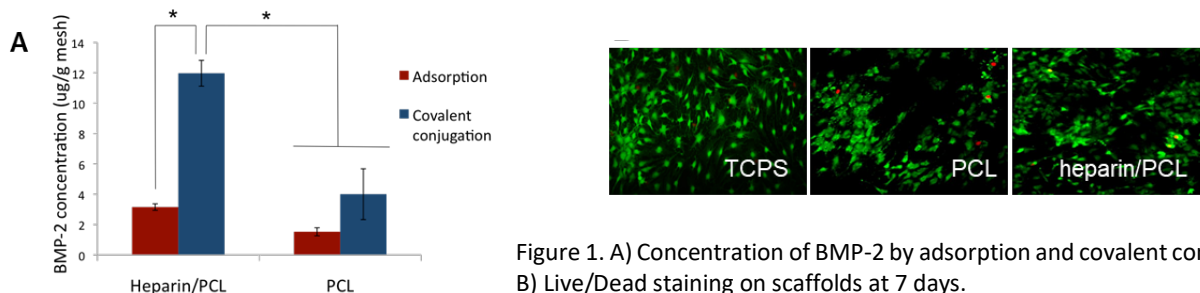 A
BMP-2 concentration (ug/g mesh)
14
12
10
8
6
4
2
0
*
*
Adsorption
Covalent
conjugation
Heparin/PCL
PCL
TCPS
PCL
heparin/PCL
Figure 1. A) Concentration of BMP-2 by adsorption and covalent
B) Live/Dead staining on scaffolds at 7 days.